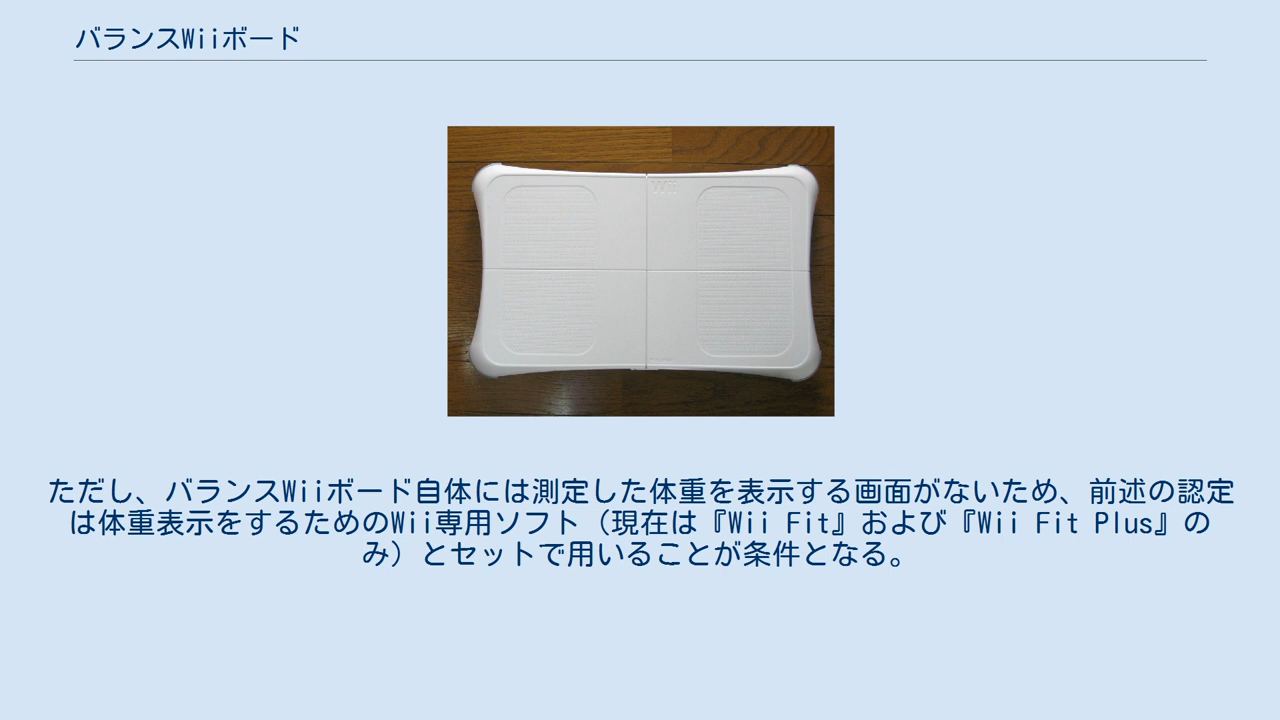 バランスWiiボード
Wii
ただし、バランスWiiボード自体には測定した体重を表示する画面がないため、前述の認定
は体重表示をするためのWii専用ソフト（現在は『Wii Fit』および『Wii Fit Plus』の
み）とセットで用いることが条件となる。